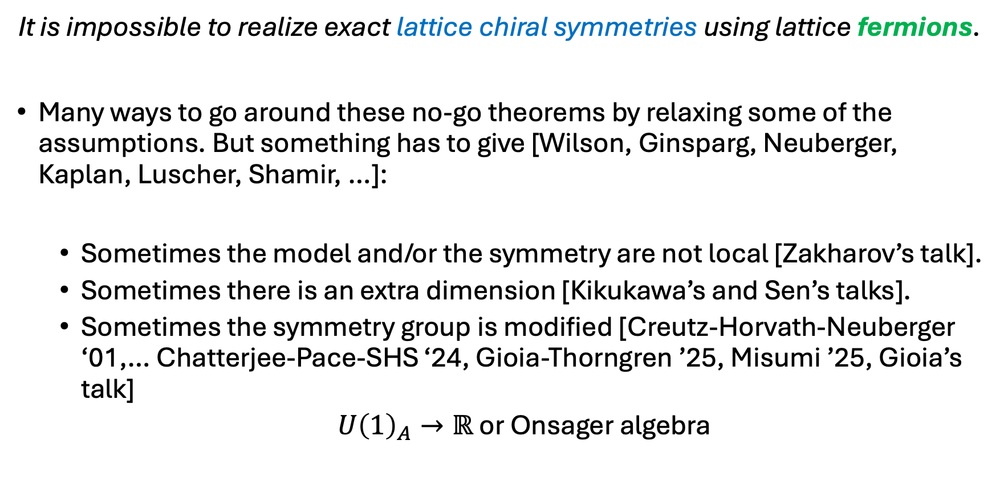 It is impossible to realize exact lattice chiral symmetries using lattice fermions.
• Many ways to go around these no-go theorems by relaxing some of the
assumptions. But something has to give [Wilson, Ginsparg, Neuberger,
Kaplan, Luscher, Shamir, …]:
• Sometimes the model and/or the symmetry are not local [Zakharov’s talk].
• Sometimes there is an extra dimension [Kikukawa’s and Sen’s talks].
• Sometimes the symmetry group is modified [Creutz-Horvath-Neuberger
‘01,… Chatterjee-Pace-SHS ‘24, Gioia-Thorngren ’25, Misumi ’25, Gioia’s
talk]
𝑈(1)_𝐴 → ℝ or Onsager algebra